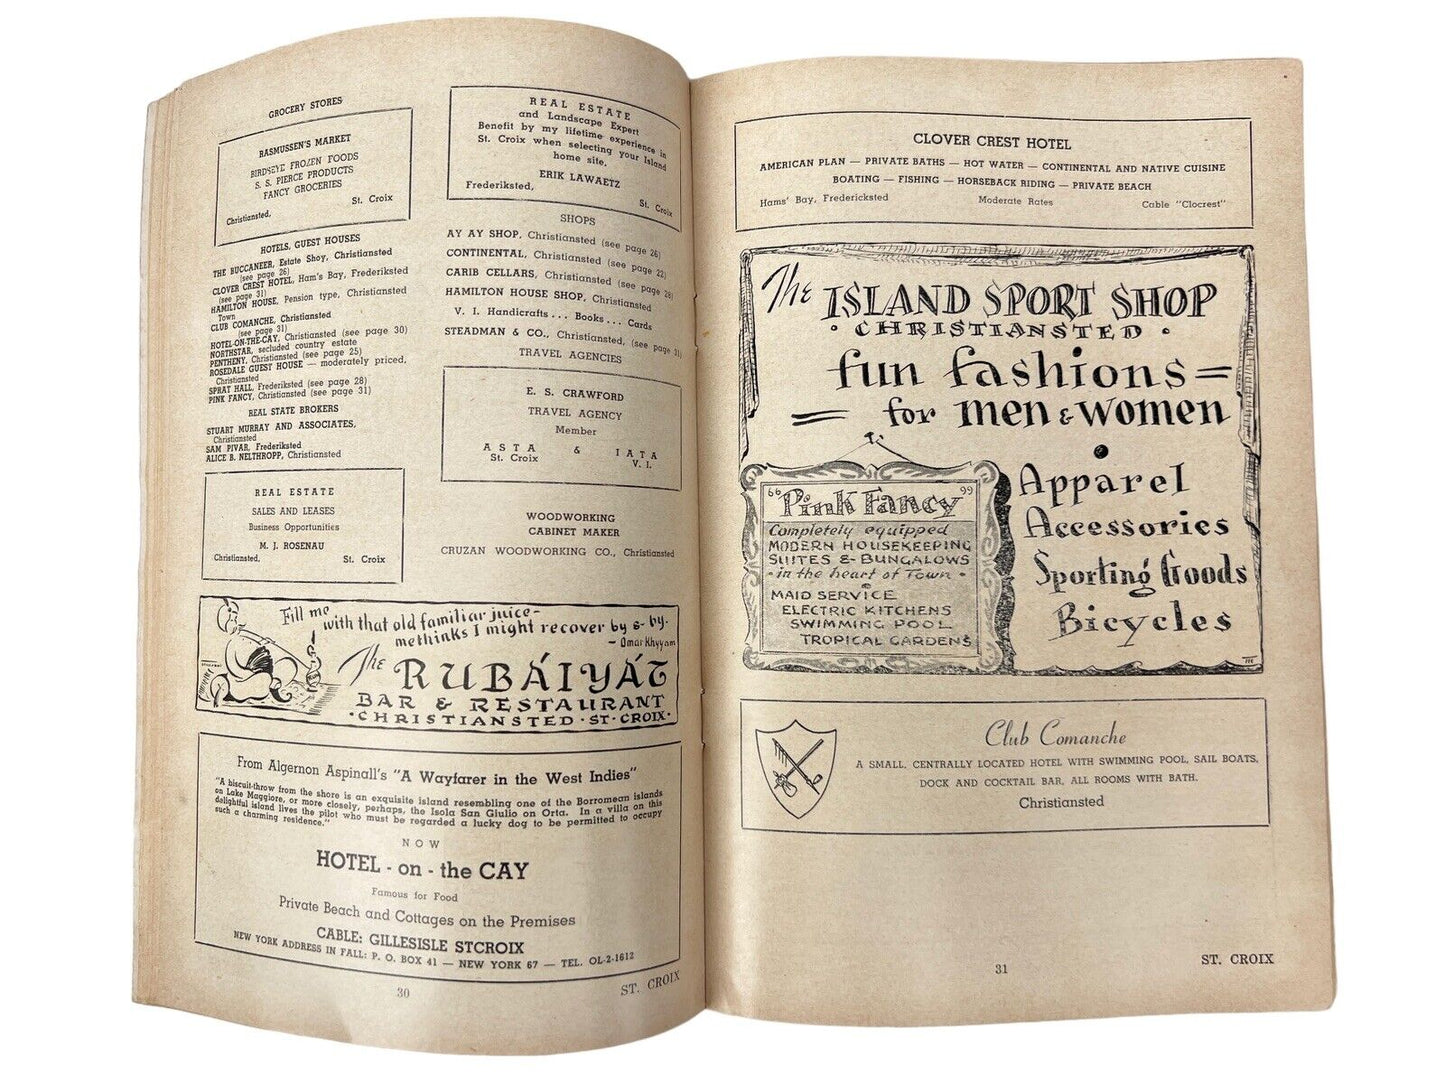 GROCERY STORES
RASMUSSEN'S MARKET
BIRDSEYE FROZEN FOODS
S. S. PIERCE PRODUCTS
FANCY GROCERIES
Christiansted, St. Croix
HOTELS, GUEST HOUSES
THE BUCCANEER, Estate Shoy, Christiansted
(see page 26)
CLOVER CREST HOTEL, Ham's Bay, Frederiksted
(see page 31)
HAMILTON HOUSE, Pension type, Christiansted
Town
CLUB COMANCHE, Christiansted
(see page 31)
HOTEL-ON-THE-CAY, Christiansted (see page 30)
NORTHSTAR, secluded country estate
PENTHENY, Christiansted (see page 25)
ROSEDALE GUEST HOUSE — moderately priced,
Christiansted
SPRAT HALL, Frederiksted (see page 28)
PINK FANCY, Christiansted (see page 31)
REAL STATE BROKERS
STUART MURRAY AND ASSOCIATES,
Christiansted
SAM PIVAR, Frederiksted
ALICE B. NELTHROPP, Christiansted
REAL ESTATE
SALES AND LEASES
Business Opportunities
M. J. ROSENAU
Christiansted, St. Croix
REAL ESTATE
and Landscape Expert
Benefit by my lifetime experience in
St. Croix when selecting your Island
home site.
ERIK LAWAETZ
Frederiksted, St. Croix
SHOPS
AY AY SHOP, Christiansted (see page 26)
CONTINENTAL, Christiansted (see page 22)
CARIB CELLARS, Christiansted (see page 28)
HAMILTON HOUSE SHOP, Christiansted
V. I. Handicrafts . . . Books . . . Cards
STEADMAN & CO., Christiansted, (see page 31)
TRAVEL AGENCIES
E. S. CRAWFORD
TRAVEL AGENCY
Member
ASTA & IATA
St. Croix V. I.
WOODWORKING
CABINET MAKER
CRUZAN WOODWORKING CO., Christiansted
Fill me with that old familiar juice-
methinks I might recover by & by.
- Omar Khyyam
The RUBÁIYÁT
BAR & RESTAURANT
· CHRISTIANSTED · ST. CROIX ·
From Algernon Aspinall's "A Wayfarer in the West Indies"
"A biscuit-throw from the shore is an exquisite island resembling one of the Borromean islands
on Lake Maggiore, or more closely, perhaps, the Isola San Giulio on Orta. In a villa on this
delightful island lives the pilot who must be regarded a lucky dog to be permitted to occupy
such a charming residence."
NOW
HOTEL - on - the CAY
Famous for Food
Private Beach and Cottages on the Premises
CABLE: GILLESISLE STCROIX
NEW YORK ADDRESS IN FALL: P. O. BOX 41 — NEW YORK 67 — TEL. OL-2-1612
30 ST. CROIX
CLOVER CREST HOTEL
AMERICAN PLAN — PRIVATE BATHS — HOT WATER — CONTINENTAL AND NATIVE CUISINE
BOATING — FISHING — HORSEBACK RIDING — PRIVATE BEACH
Hams' Bay, Fredericksted Moderate Rates Cable "Clocrest"
The ISLAND SPORT SHOP
· CHRISTIANSTED ·
fun fashions =
= for men & women
Apparel
Accessories
Sporting Goods
Bicycles
"Pink Fancy"
Completely equipped
MODERN HOUSEKEEPING
SUITES & BUNGALOWS
· in the heart of Town ·
MAID SERVICE
ELECTRIC KITCHENS
SWIMMING POOL
TROPICAL GARDENS
Club Comanche
A SMALL, CENTRALLY LOCATED HOTEL WITH SWIMMING POOL, SAIL BOATS,
DOCK AND COCKTAIL BAR, ALL ROOMS WITH BATH.
Christiansted
31 ST. CROIX